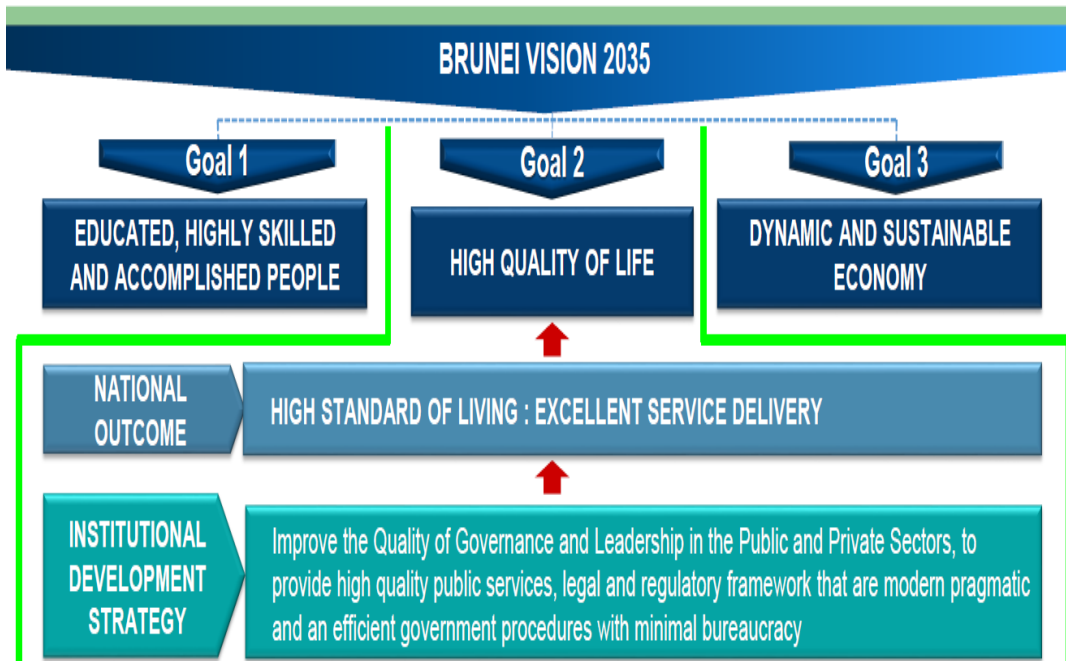 BRUNEI VISION 2035
Goal 1
Goal 2
Goal 3
EDUCATED, HIGHLY SKILLED
AND ACCOMPLISHED PEOPLE
HIGH QUALITY OF LIFE
DYNAMIC AND SUSTAINABLE
ECONOMY
NATIONAL
OUTCOME
HIGH STANDARD OF LIVING : EXCELLENT SERVICE DELIVERY
INSTITUTIONAL
DEVELOPMENT
STRATEGY
Improve the Quality of Governance and Leadership in the Public and Private Sectors, to
provide high quality public services, legal and regulatory framework that are modern pragmatic
and an efficient government procedures with minimal bureaucracy